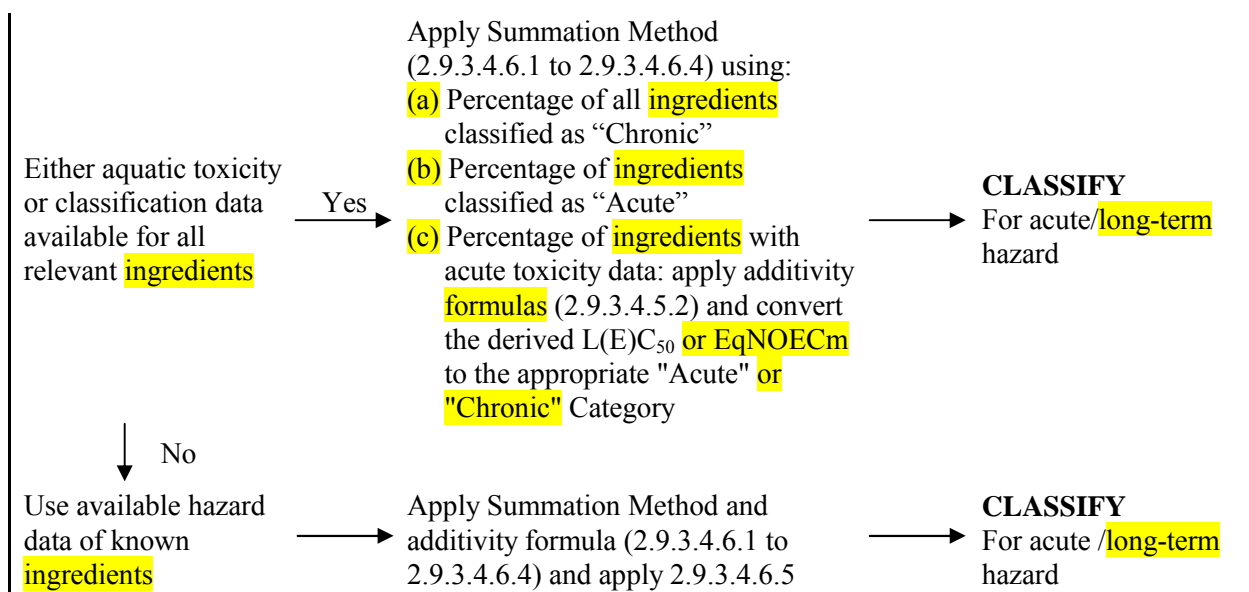 Either aquatic toxicity
or classification data
available for all
relevant ingredients
Yes
Apply Summation Method
(2.9.3.4.6.1 to 2.9.3.4.6.4) using:
(a) Percentage of all ingredients
classified as “Chronic”
(b) Percentage of ingredients
classified as “Acute”
(c) Percentage of ingredients with
acute toxicity data: apply additivity
formulas (2.9.3.4.5.2) and convert
the derived L(E)C₅₀ or EqNOECm
to the appropriate "Acute" or
"Chronic" Category
CLASSIFY
For acute/long-term
hazard
No
Use available hazard
data of known
ingredients
Apply Summation Method and
additivity formula (2.9.3.4.6.1 to
2.9.3.4.6.4) and apply 2.9.3.4.6.5
CLASSIFY
For acute /long-term
hazard